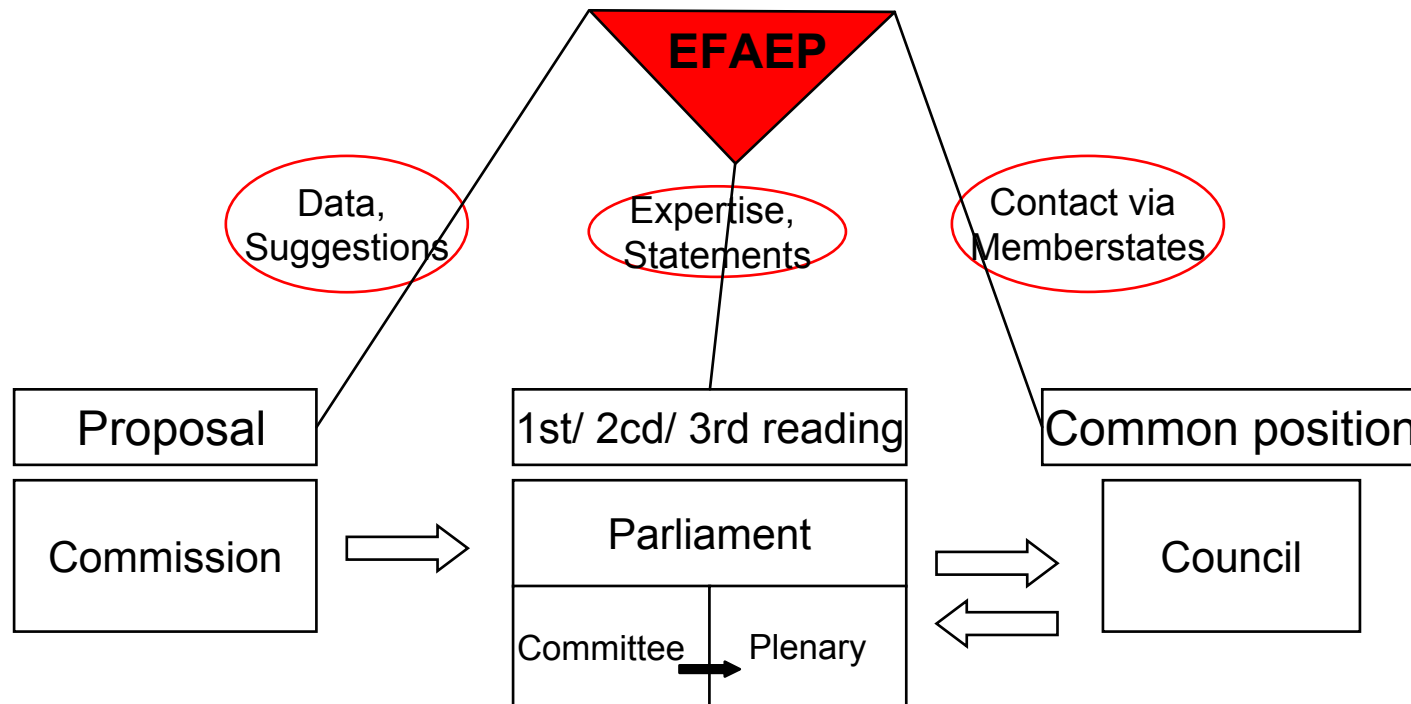 EFAEP
Data,
Suggestions
Expertise,
Statements
Contact via
Memberstates
Proposal
1st/ 2cd/ 3rd reading
Common position
Commission
Parliament
Council
Committee
Plenary